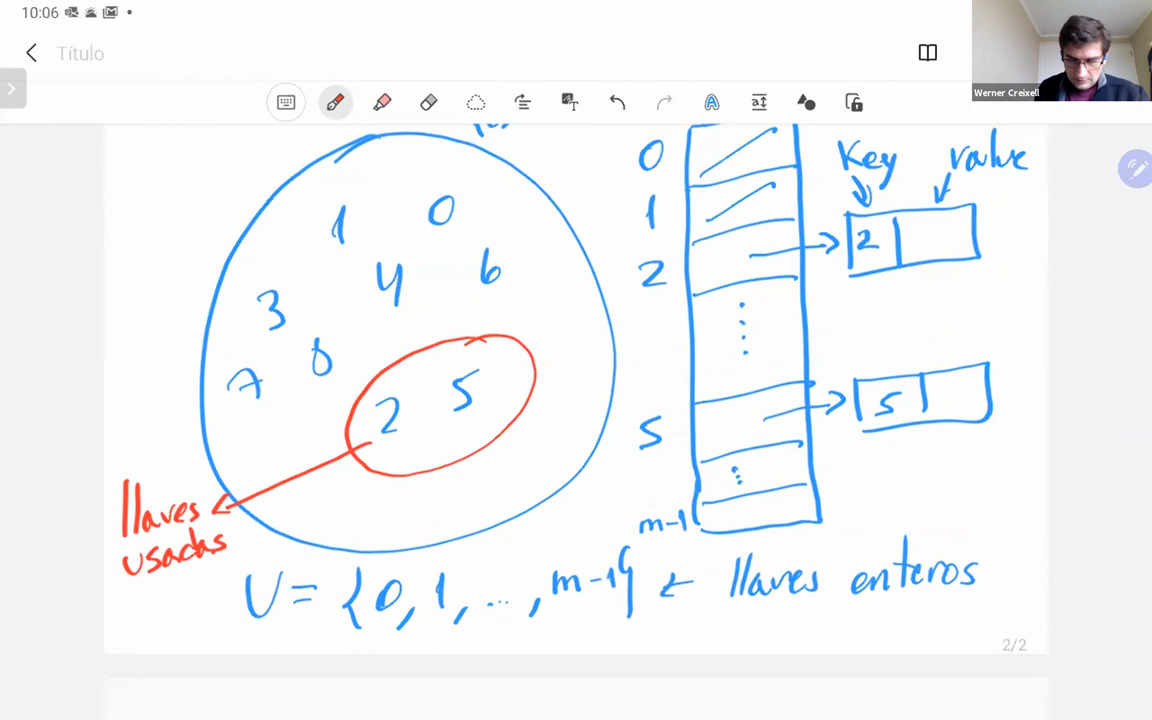 10:06
Título
Werner Creixell
0
key value
1 0
1
2
4 6
2
3
0
7
2 5
5
5
llaves
usadas
m-1
U = {0, 1, ..., m-1} ← llaves enteros
2/2